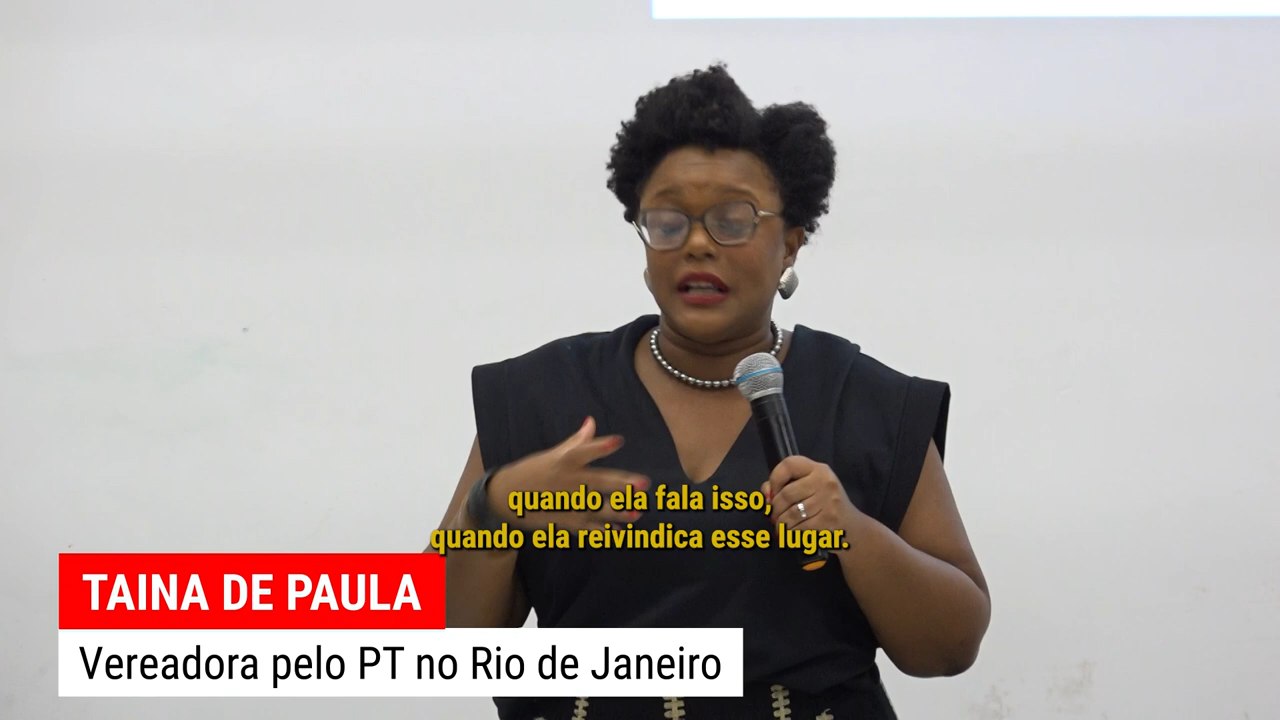 quando ela fala isso,
quando ela reivindica esse lugar.
TAINA DE PAULA
Vereadora pelo PT no Rio de Janeiro